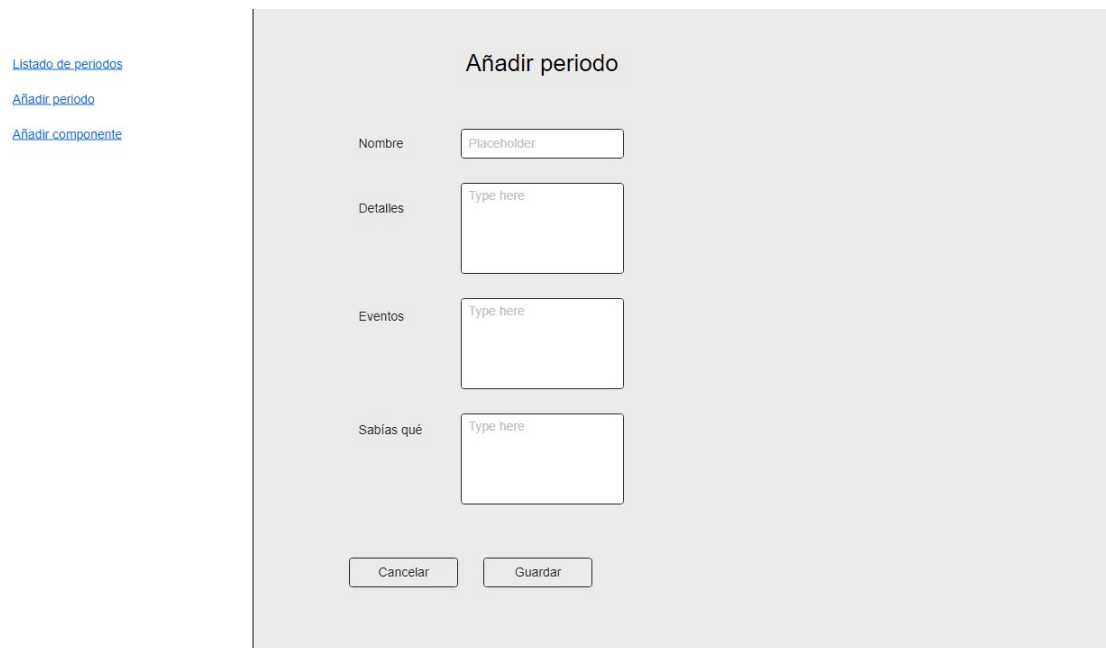 Listado de periodos
Añadir periodo
Añadir componente
Añadir periodo
Nombre
Placeholder
Detalles
Type here
Eventos
Type here
Sabías qué
Type here
Cancelar
Guardar